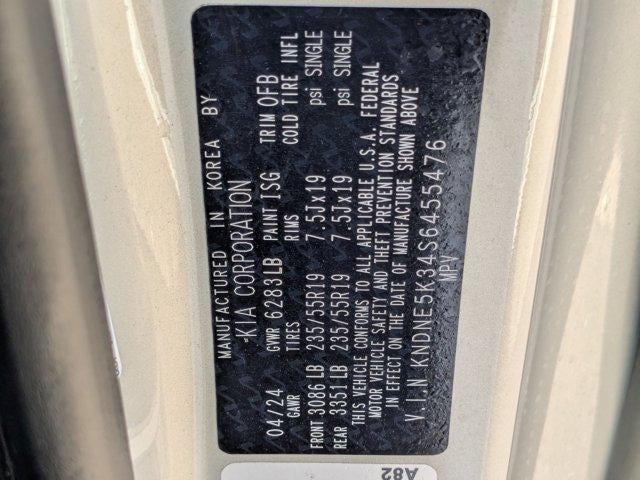 MANUFACTURED IN KOREA BY
KIA CORPORATION
04/24 GVWR 6283LB PAINT ISG TRIM OFB
GAWR TIRES RIMS COLD TIRE INFL
FRONT 3086 LB 235/55R19 7.5Jx19 psi SINGLE
REAR 3351 LB 235/55R19 7.5Jx19 psi SINGLE
THIS VEHICLE CONFORMS TO ALL APPLICABLE U.S.A. FEDERAL
MOTOR VEHICLE SAFETY AND THEFT PREVENTION STANDARDS
IN EFFECT ON THE DATE OF MANUFACTURE SHOWN ABOVE
V.I.N KNDNE5K34S6455476
MPV
A82